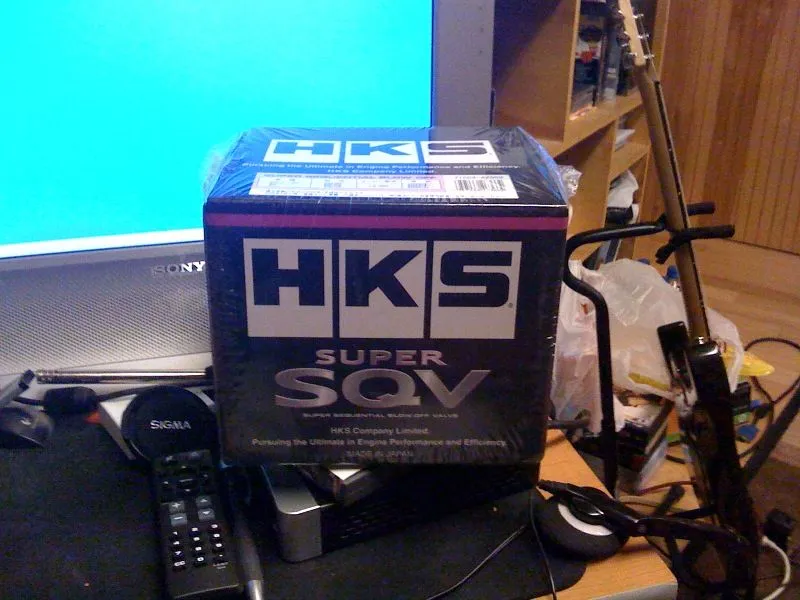 HKS
Pursuing the Ultimate in Engine Performance and Efficiency.
HKS Company Limited.
SONY
HKS
SUPER
SQV
SUPER SEQUENTIAL BLOW OFF VALVE
HKS Company Limited.
Pursuing the Ultimate in Engine Performance and Efficiency.
MADE IN JAPAN
SIGMA